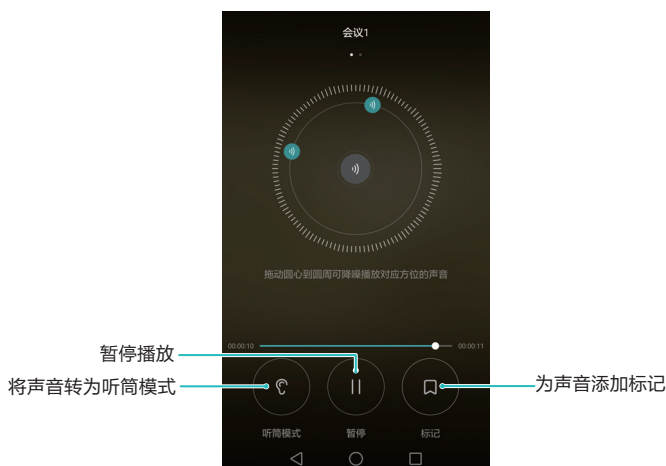 会议1
拖动圆心到圆周可降噪播放对应方位的声音
00:00:10
00:00:11
暂停播放
将声音转为听筒模式
为声音添加标记
听筒模式
暂停
标记